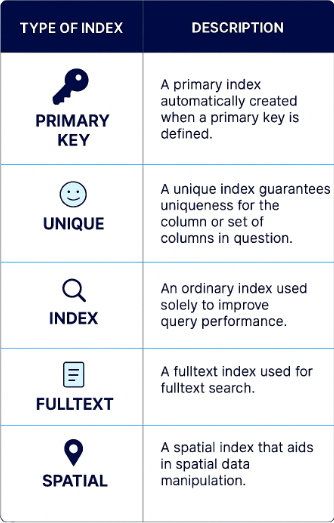 TYPE OF INDEX
DESCRIPTION
PRIMARY
KEY
A primary index
automatically created
when a primary key is
defined.
UNIQUE
A unique index guarantees
uniqueness for the
column or set of
columns in question.
INDEX
An ordinary index used
solely to improve
query performance.
FULLTEXT
A fulltext index used for
fulltext search.
SPATIAL
A spatial index that aids
in spatial data
manipulation.